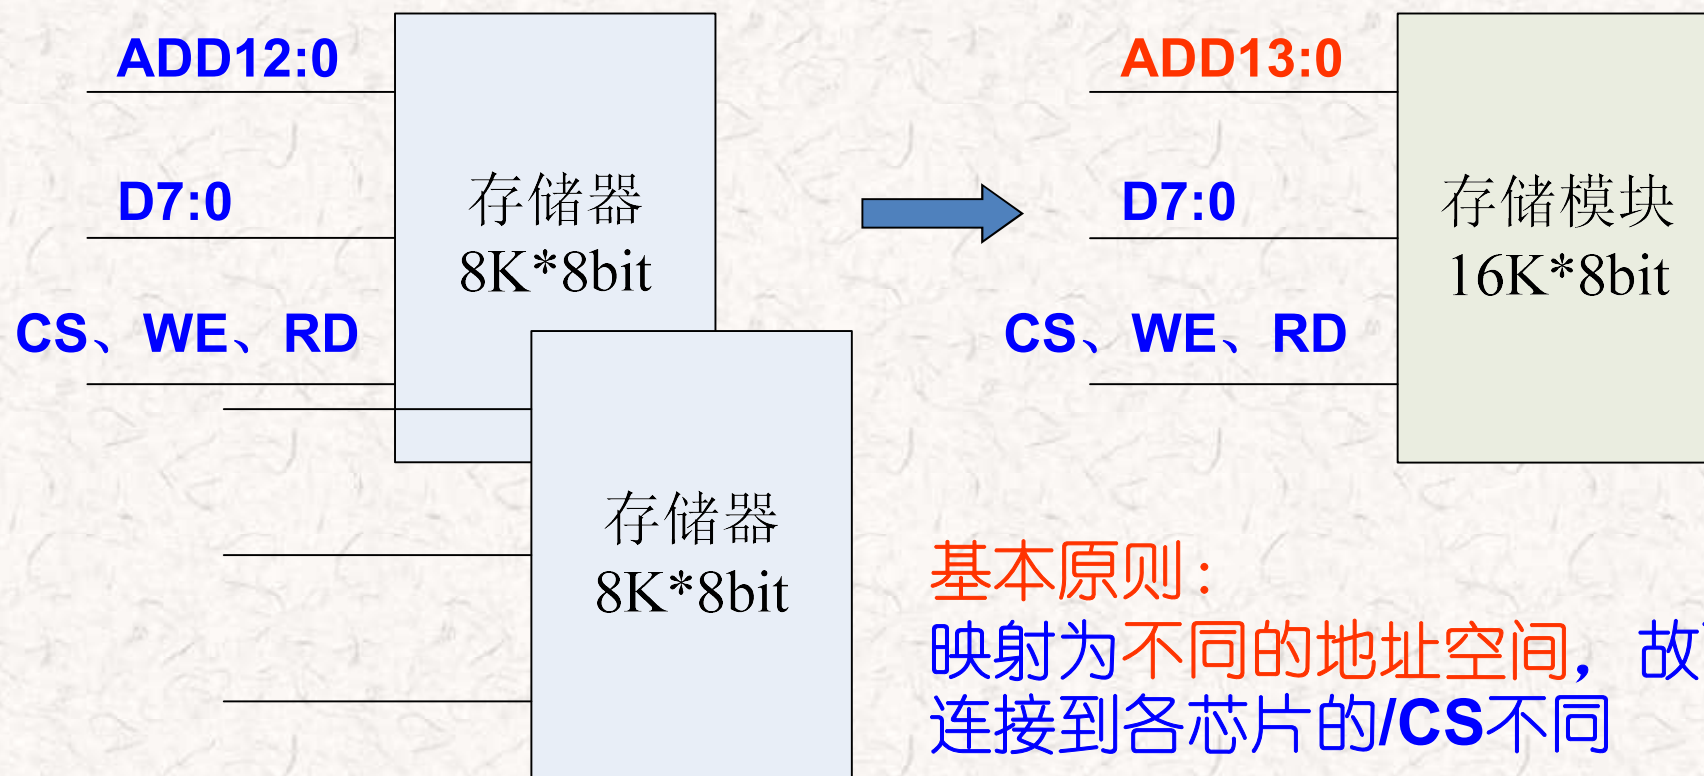 ADD12:0
D7:0
CS、WE、RD
存储器
8K*8bit
存储器
8K*8bit
ADD13:0
D7:0
CS、WE、RD
存储模块
16K*8bit
基本原则：
映射为不同的地址空间，故
连接到各芯片的/CS不同